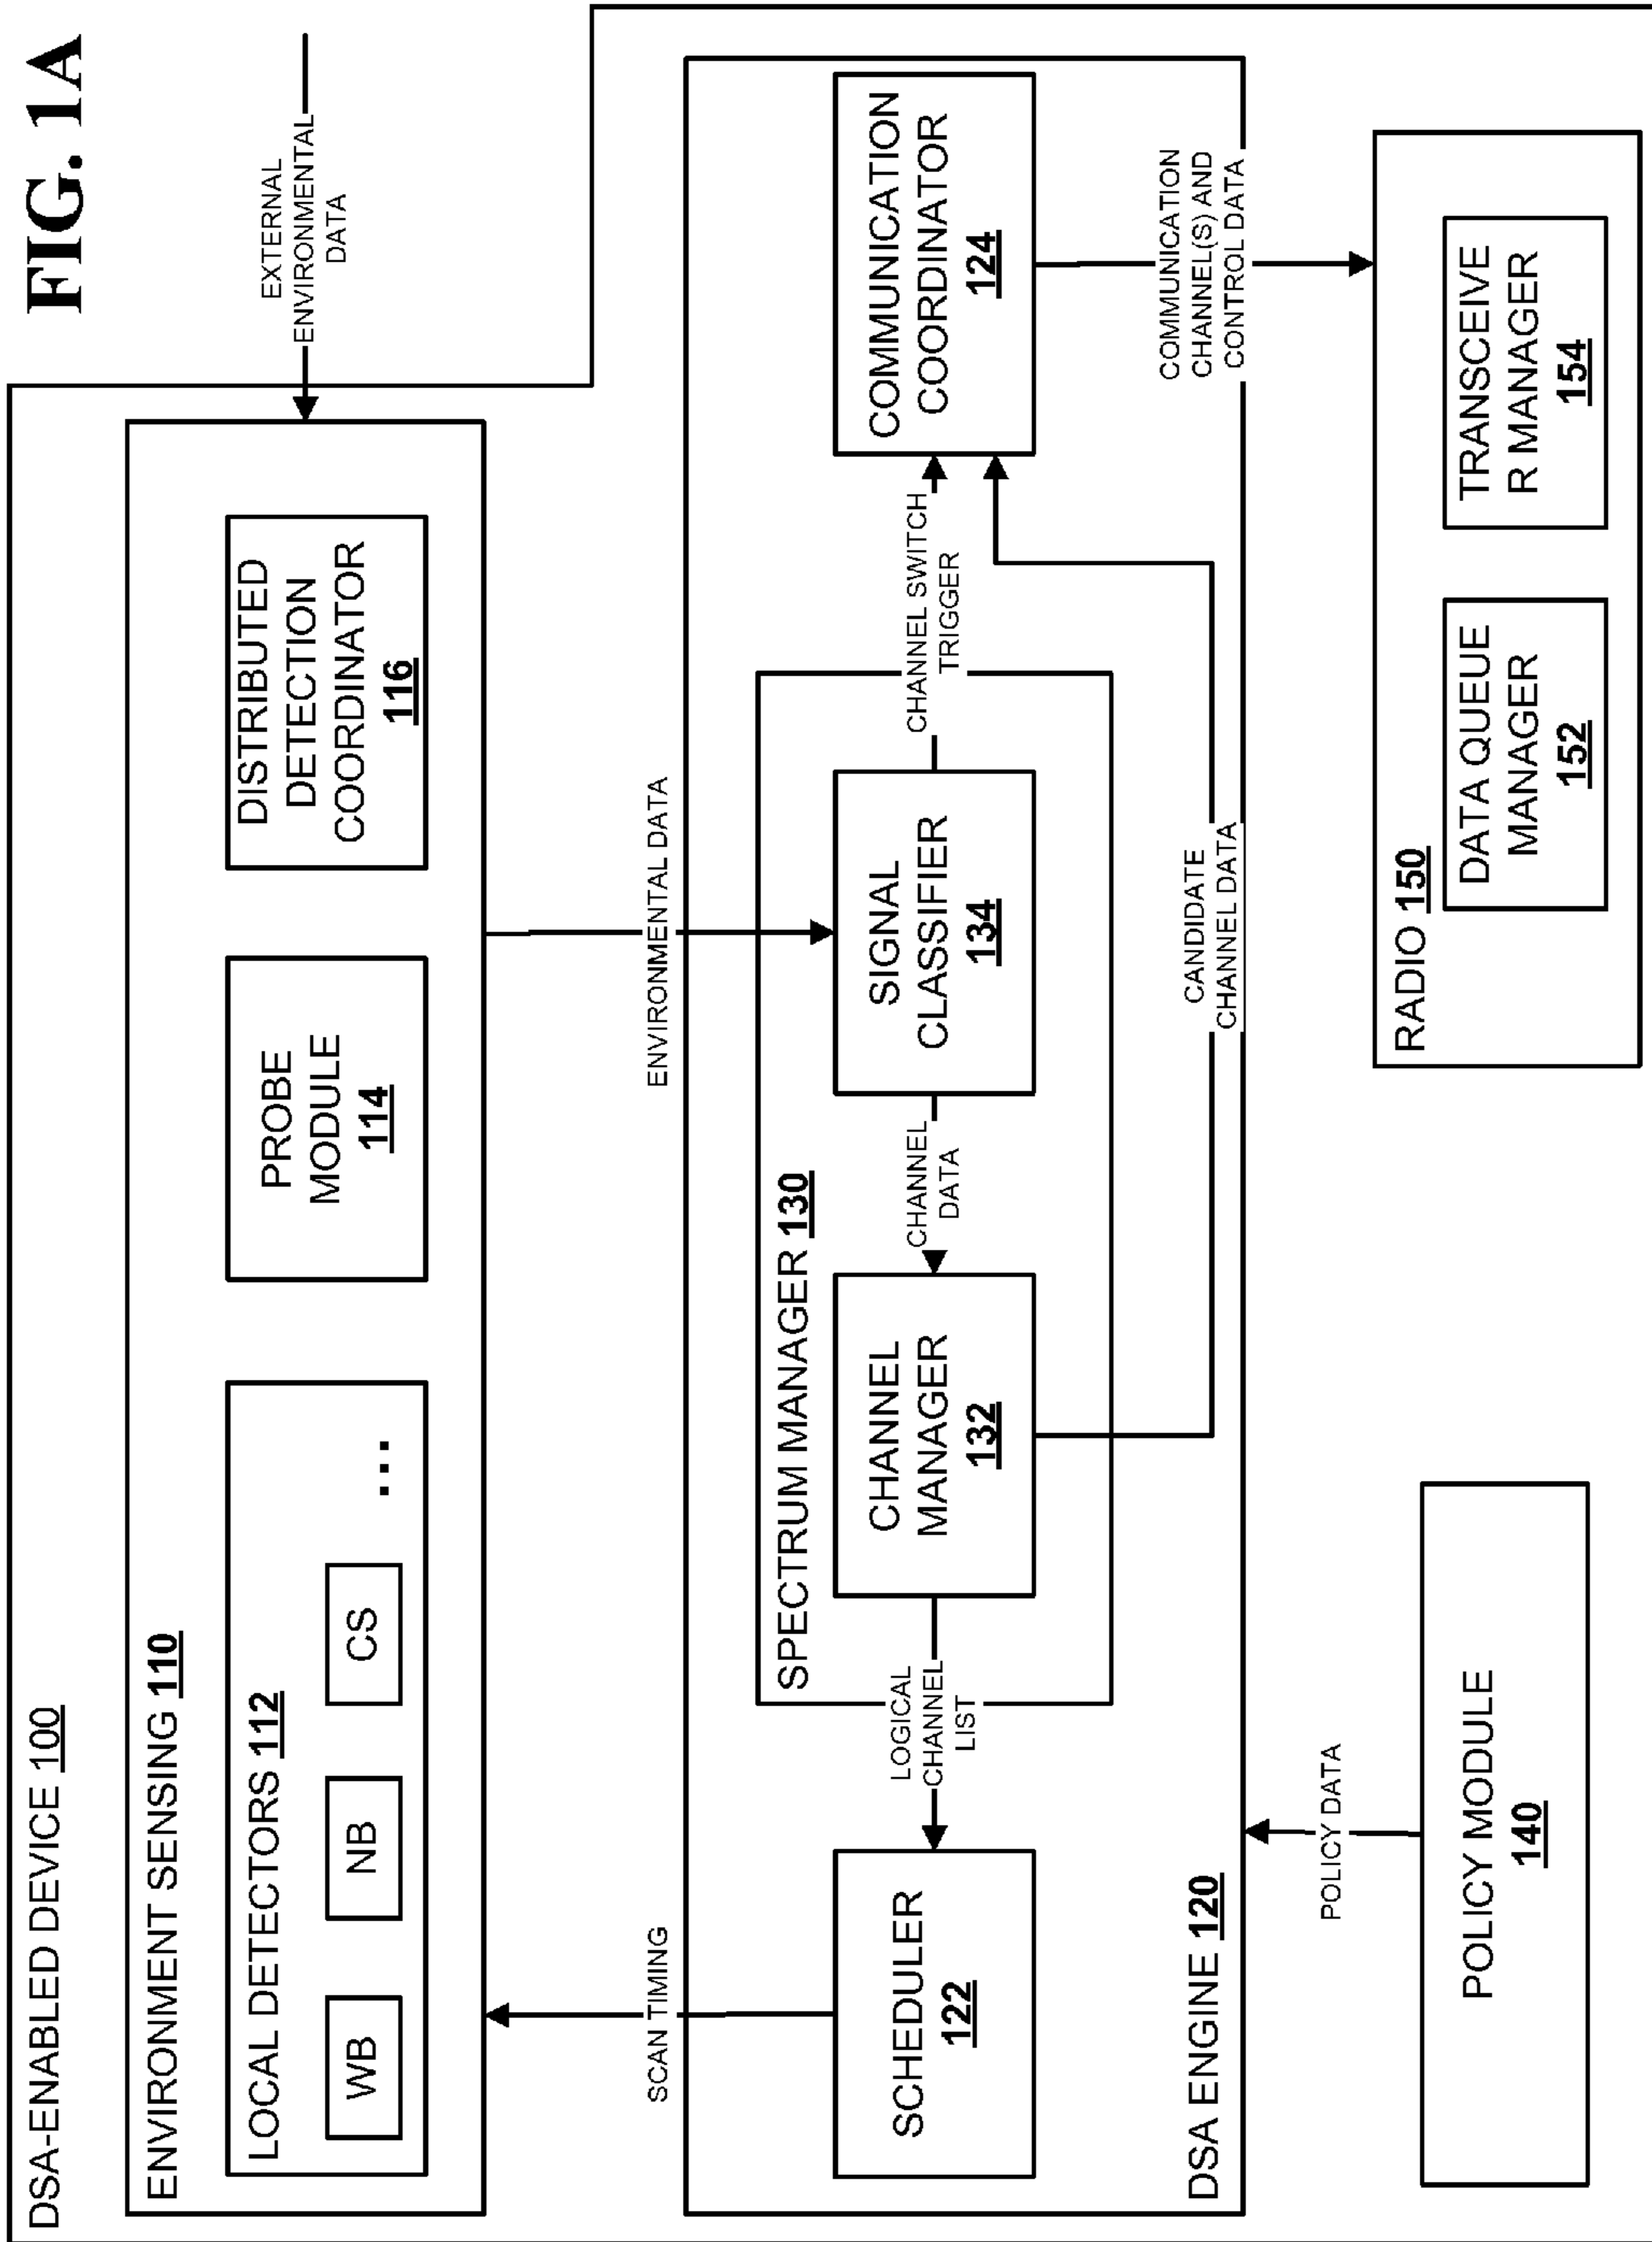 FIG. 1A
DSA-ENABLED DEVICE 100
EXTERNAL
ENVIRONMENTAL
DATA
ENVIRONMENT SENSING 110
LOCAL DETECTORS 112
WB
NB
CS
...
PROBE
MODULE
114
DISTRIBUTED
DETECTION
COORDINATOR
116
SCAN TIMING
ENVIRONMENTAL DATA
SPECTRUM MANAGER 130
SCHEDULER
122
LOGICAL
CHANNEL
LIST
CHANNEL
MANAGER
132
CHANNEL
DATA
SIGNAL
CLASSIFIER
134
CHANNEL SWITCH
TRIGGER
COMMUNICATION
COORDINATOR
124
CANDIDATE
CHANNEL DATA
DSA ENGINE 120
POLICY DATA
COMMUNICATION
CHANNEL(S) AND
CONTROL DATA
POLICY MODULE
140
RADIO 150
DATA QUEUE
MANAGER
152
TRANSCEIVE
R MANAGER
154